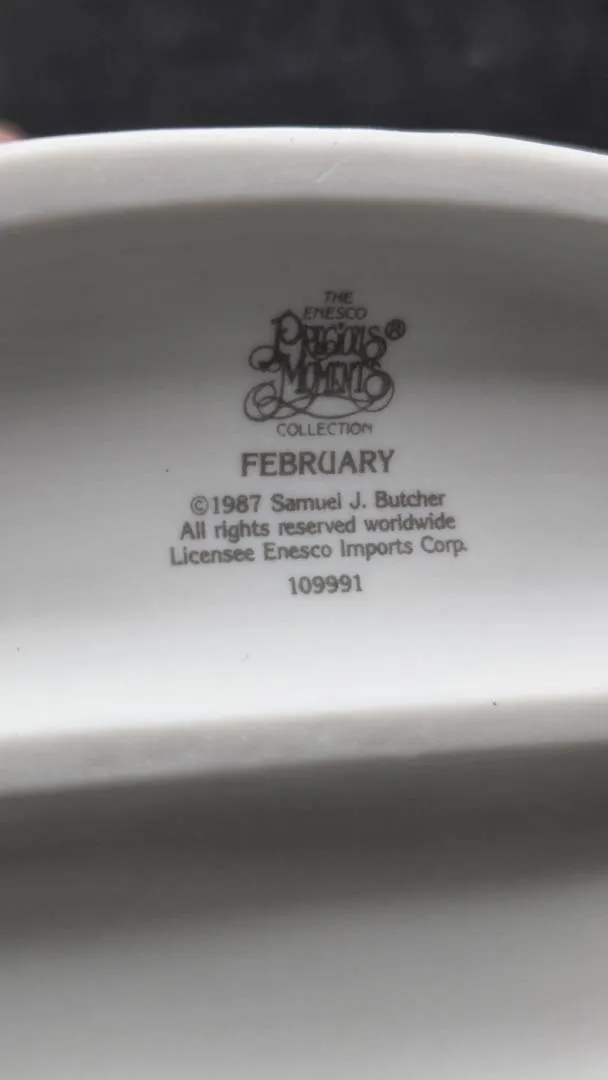 THE
ENESCO
PRECIOUS
MOMENTS®
COLLECTION
FEBRUARY
©1987 Samuel J. Butcher
All rights reserved worldwide
Licensee Enesco Imports Corp.
109991